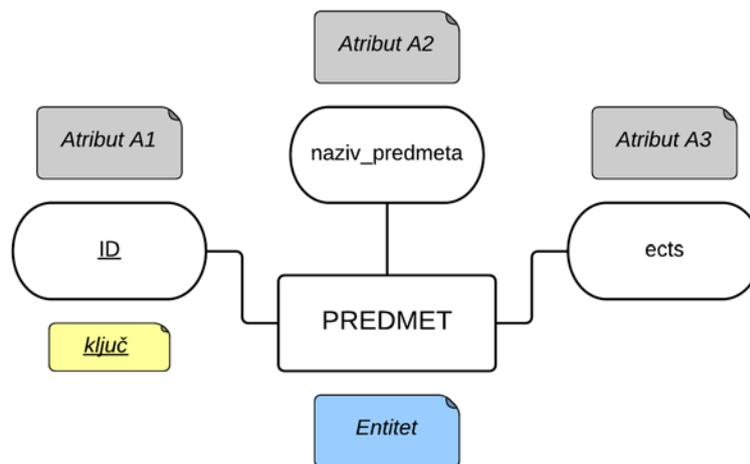 Atribut A2
Atribut A1
naziv_predmeta
Atribut A3
ID
ects
PREDMET
ključ
Entitet